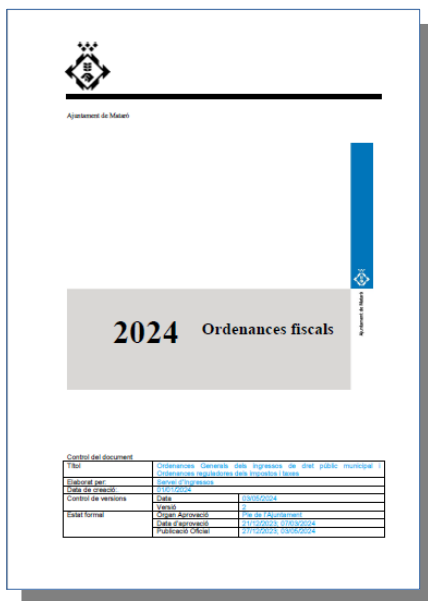 Ajuntament de Mataró
Ajuntament de Mataró
2024 Ordenances fiscals
Control del document
Títol Ordenances Generals dels Ingressos de dret públic municipal i
Ordenances reguladores dels Impostos i taxes
Elaborat per: Servei d'Ingressos
Data de creació: 01/01/2024
Control de versions Data 03/05/2024
Versió 2
Estat formal Òrgan Aprovació Ple de l'Ajuntament
Data d'aprovació 21/12/2023; 07/03/2024
Publicació Oficial 27/12/2023; 03/05/2024